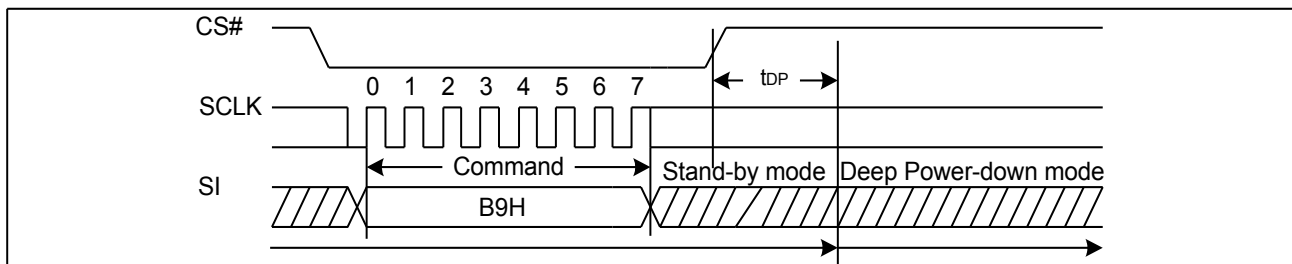 CS#
tDP
0 1 2 3 4 5 6 7
SCLK
Command
Stand-by mode Deep Power-down mode
SI
B9H